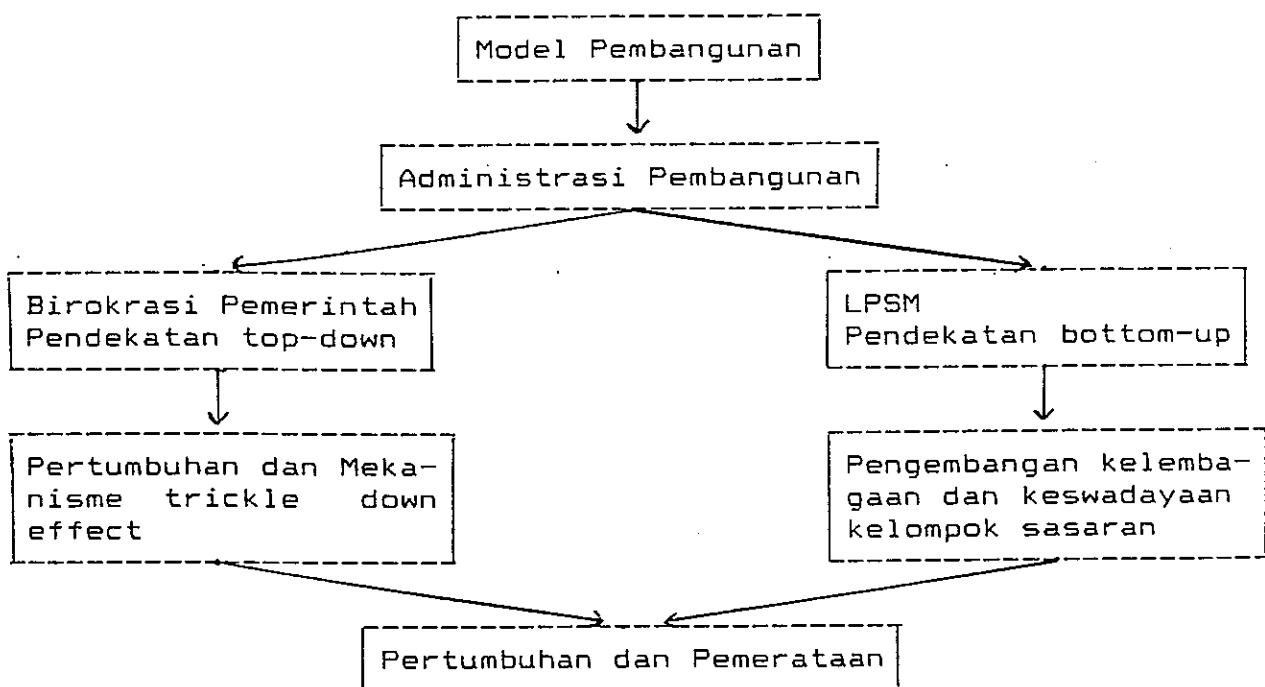 Model Pembangunan
Administrasi Pembangunan
Birokrasi Pemerintah
Pendekatan top-down
LPSM
Pendekatan bottom-up
Pertumbuhan dan Meka-
nisme trickle down
effect
Pengembangan kelemba-
gaan dan keswadayaan
kelompok sasaran
Pertumbuhan dan Pemerataan